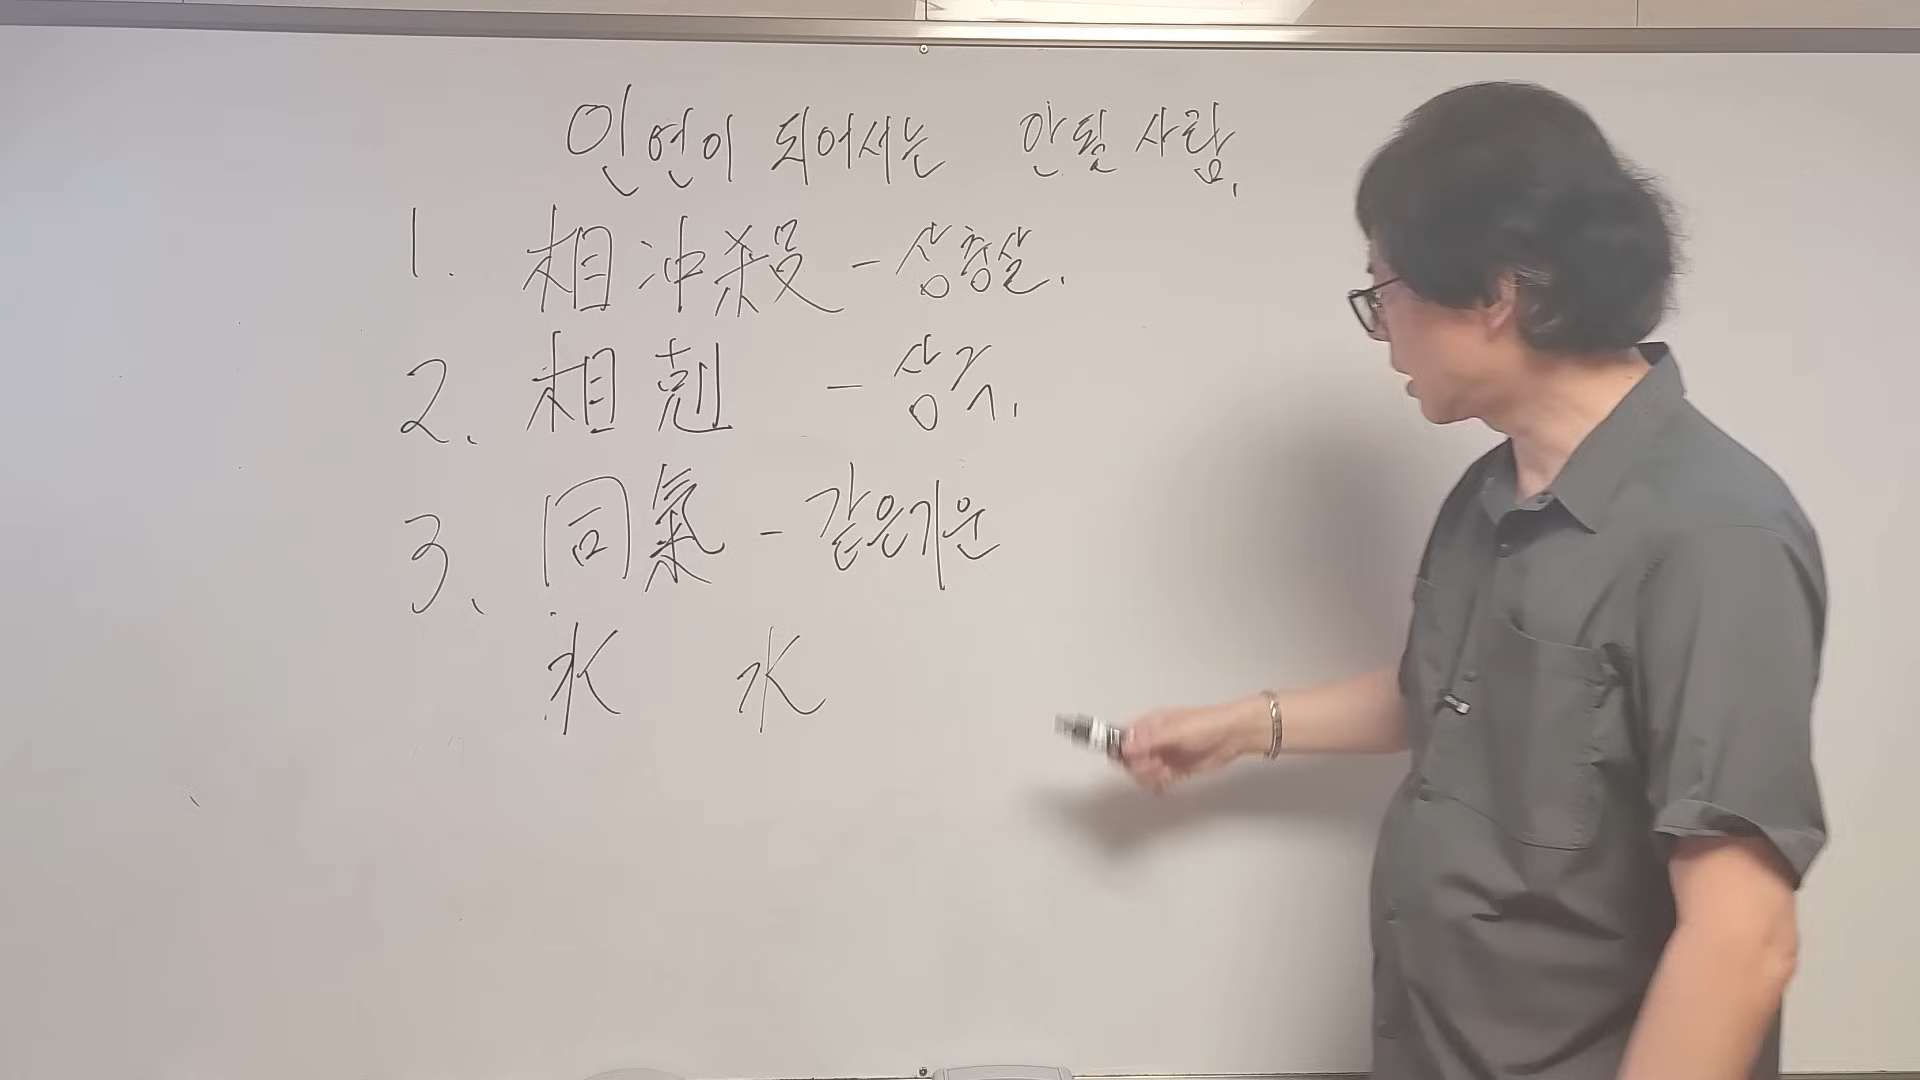 인연이 되어서는 안될 사람.
1. 相冲殺 - 상충살.
2. 相剋 - 상극.
3. 同氣 - 같은기운
水 水